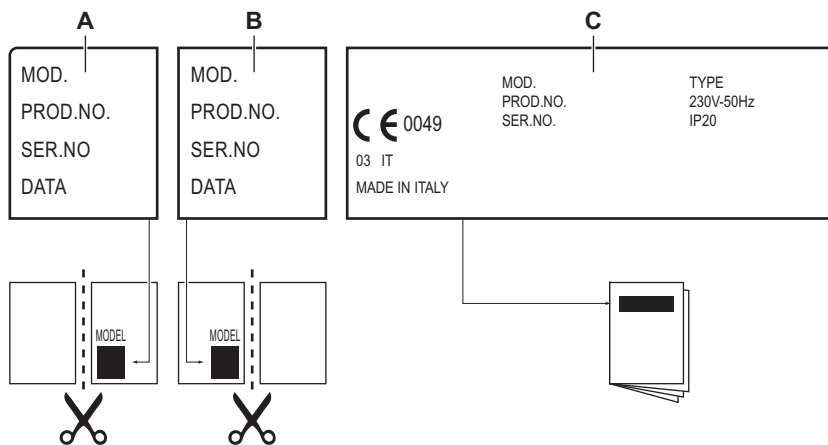 A
B
C
MOD.
PROD.NO.
SER.NO
DATA
MOD.
PROD.NO.
SER.NO
DATA
MOD.
PROD.NO.
SER.NO.
TYPE
230V-50Hz
IP20
CE 0049
03 IT
MADE IN ITALY
MODEL
MODEL